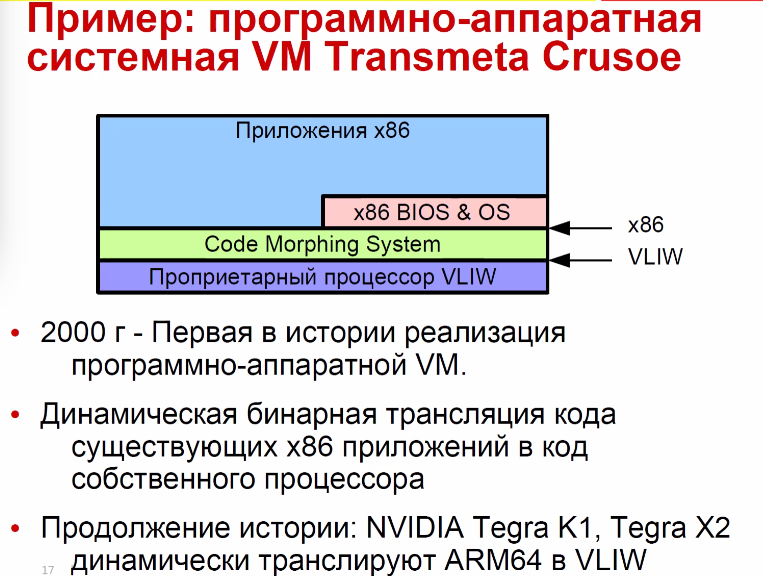 Пример: программно-аппаратная
системная VM Transmeta Crusoe
Приложения x86
x86 BIOS & OS
x86
Code Morphing System
VLIW
Проприетарный процессор VLIW
• 2000 г - Первая в истории реализация
программно-аппаратной VM.
• Динамическая бинарная трансляция кода
существующих x86 приложений в код
собственного процессора
• Продолжение истории: NVIDIA Tegra K1, Tegra X2
динамически транслируют ARM64 в VLIW
17